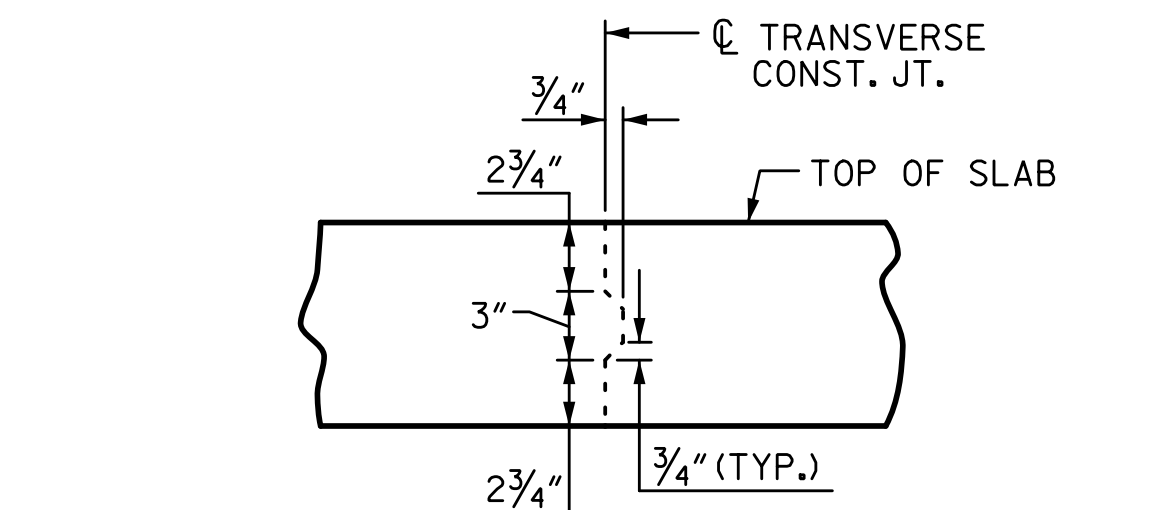 ℄ TRANSVERSE
CONST. JT.
3/4"
2 3/4"
TOP OF SLAB
3"
3/4" (TYP.)
2 3/4"